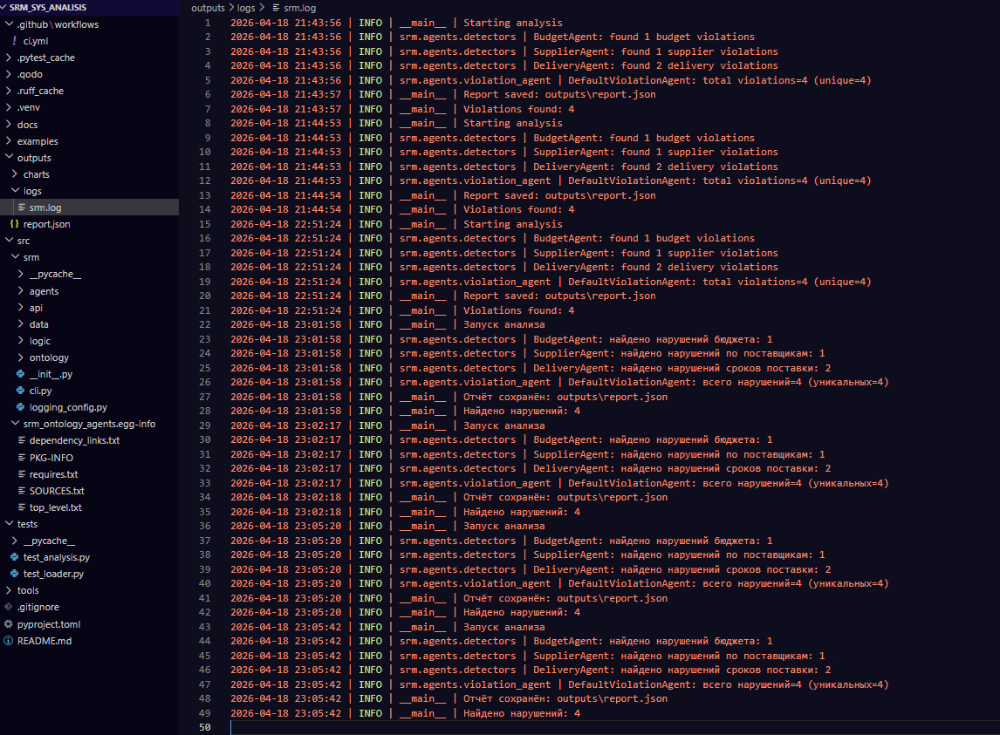 SRM_SYS_ANALISIS
.github\workflows
! ci.yml
.pytest_cache
.qodo
.ruff_cache
.venv
docs
examples
outputs
charts
logs
srm.log
{} report.json
src
srm
__pycache__
agents
api
data
logic
ontology
__init__.py
cli.py
logging_config.py
srm_ontology_agents.egg-info
dependency_links.txt
PKG-INFO
requires.txt
SOURCES.txt
top_level.txt
tests
__pycache__
test_analysis.py
test_loader.py
tools
.gitignore
pyproject.toml
README.md
outputs > logs > srm.log
1 2026-04-18 21:43:56 | INFO | __main__ | Starting analysis
2 2026-04-18 21:43:56 | INFO | srm.agents.detectors | BudgetAgent: found 1 budget violations
3 2026-04-18 21:43:56 | INFO | srm.agents.detectors | SupplierAgent: found 1 supplier violations
4 2026-04-18 21:43:56 | INFO | srm.agents.detectors | DeliveryAgent: found 2 delivery violations
5 2026-04-18 21:43:56 | INFO | srm.agents.violation_agent | DefaultViolationAgent: total violations=4 (unique=4)
6 2026-04-18 21:43:57 | INFO | __main__ | Report saved: outputs\report.json
7 2026-04-18 21:43:57 | INFO | __main__ | Violations found: 4
8 2026-04-18 21:44:53 | INFO | __main__ | Starting analysis
9 2026-04-18 21:44:53 | INFO | srm.agents.detectors | BudgetAgent: found 1 budget violations
10 2026-04-18 21:44:53 | INFO | srm.agents.detectors | SupplierAgent: found 1 supplier violations
11 2026-04-18 21:44:53 | INFO | srm.agents.detectors | DeliveryAgent: found 2 delivery violations
12 2026-04-18 21:44:53 | INFO | srm.agents.violation_agent | DefaultViolationAgent: total violations=4 (unique=4)
13 2026-04-18 21:44:54 | INFO | __main__ | Report saved: outputs\report.json
14 2026-04-18 21:44:54 | INFO | __main__ | Violations found: 4
15 2026-04-18 22:51:24 | INFO | __main__ | Starting analysis
16 2026-04-18 22:51:24 | INFO | srm.agents.detectors | BudgetAgent: found 1 budget violations
17 2026-04-18 22:51:24 | INFO | srm.agents.detectors | SupplierAgent: found 1 supplier violations
18 2026-04-18 22:51:24 | INFO | srm.agents.detectors | DeliveryAgent: found 2 delivery violations
19 2026-04-18 22:51:24 | INFO | srm.agents.violation_agent | DefaultViolationAgent: total violations=4 (unique=4)
20 2026-04-18 22:51:24 | INFO | __main__ | Report saved: outputs\report.json
21 2026-04-18 22:51:24 | INFO | __main__ | Violations found: 4
22 2026-04-18 23:01:58 | INFO | __main__ | Запуск анализа
23 2026-04-18 23:01:58 | INFO | srm.agents.detectors | BudgetAgent: найдено нарушений бюджета: 1
24 2026-04-18 23:01:58 | INFO | srm.agents.detectors | SupplierAgent: найдено нарушений по поставщикам: 1
25 2026-04-18 23:01:58 | INFO | srm.agents.detectors | DeliveryAgent: найдено нарушений сроков поставки: 2
26 2026-04-18 23:01:58 | INFO | srm.agents.violation_agent | DefaultViolationAgent: всего нарушений=4 (уникальных=4)
27 2026-04-18 23:01:58 | INFO | __main__ | Отчёт сохранён: outputs\report.json
28 2026-04-18 23:01:58 | INFO | __main__ | Найдено нарушений: 4
29 2026-04-18 23:02:17 | INFO | __main__ | Запуск анализа
30 2026-04-18 23:02:17 | INFO | srm.agents.detectors | BudgetAgent: найдено нарушений бюджета: 1
31 2026-04-18 23:02:17 | INFO | srm.agents.detectors | SupplierAgent: найдено нарушений по поставщикам: 1
32 2026-04-18 23:02:17 | INFO | srm.agents.detectors | DeliveryAgent: найдено нарушений сроков поставки: 2
33 2026-04-18 23:02:17 | INFO | srm.agents.violation_agent | DefaultViolationAgent: всего нарушений=4 (уникальных=4)
34 2026-04-18 23:02:18 | INFO | __main__ | Отчёт сохранён: outputs\report.json
35 2026-04-18 23:02:18 | INFO | __main__ | Найдено нарушений: 4
36 2026-04-18 23:05:20 | INFO | __main__ | Запуск анализа
37 2026-04-18 23:05:20 | INFO | srm.agents.detectors | BudgetAgent: найдено нарушений бюджета: 1
38 2026-04-18 23:05:20 | INFO | srm.agents.detectors | SupplierAgent: найдено нарушений по поставщикам: 1
39 2026-04-18 23:05:20 | INFO | srm.agents.detectors | DeliveryAgent: найдено нарушений сроков поставки: 2
40 2026-04-18 23:05:20 | INFO | srm.agents.violation_agent | DefaultViolationAgent: всего нарушений=4 (уникальных=4)
41 2026-04-18 23:05:20 | INFO | __main__ | Отчёт сохранён: outputs\report.json
42 2026-04-18 23:05:20 | INFO | __main__ | Найдено нарушений: 4
43 2026-04-18 23:05:42 | INFO | __main__ | Запуск анализа
44 2026-04-18 23:05:42 | INFO | srm.agents.detectors | BudgetAgent: найдено нарушений бюджета: 1
45 2026-04-18 23:05:42 | INFO | srm.agents.detectors | SupplierAgent: найдено нарушений по поставщикам: 1
46 2026-04-18 23:05:42 | INFO | srm.agents.detectors | DeliveryAgent: найдено нарушений сроков поставки: 2
47 2026-04-18 23:05:42 | INFO | srm.agents.violation_agent | DefaultViolationAgent: всего нарушений=4 (уникальных=4)
48 2026-04-18 23:05:42 | INFO | __main__ | Отчёт сохранён: outputs\report.json
49 2026-04-18 23:05:42 | INFO | __main__ | Найдено нарушений: 4
50